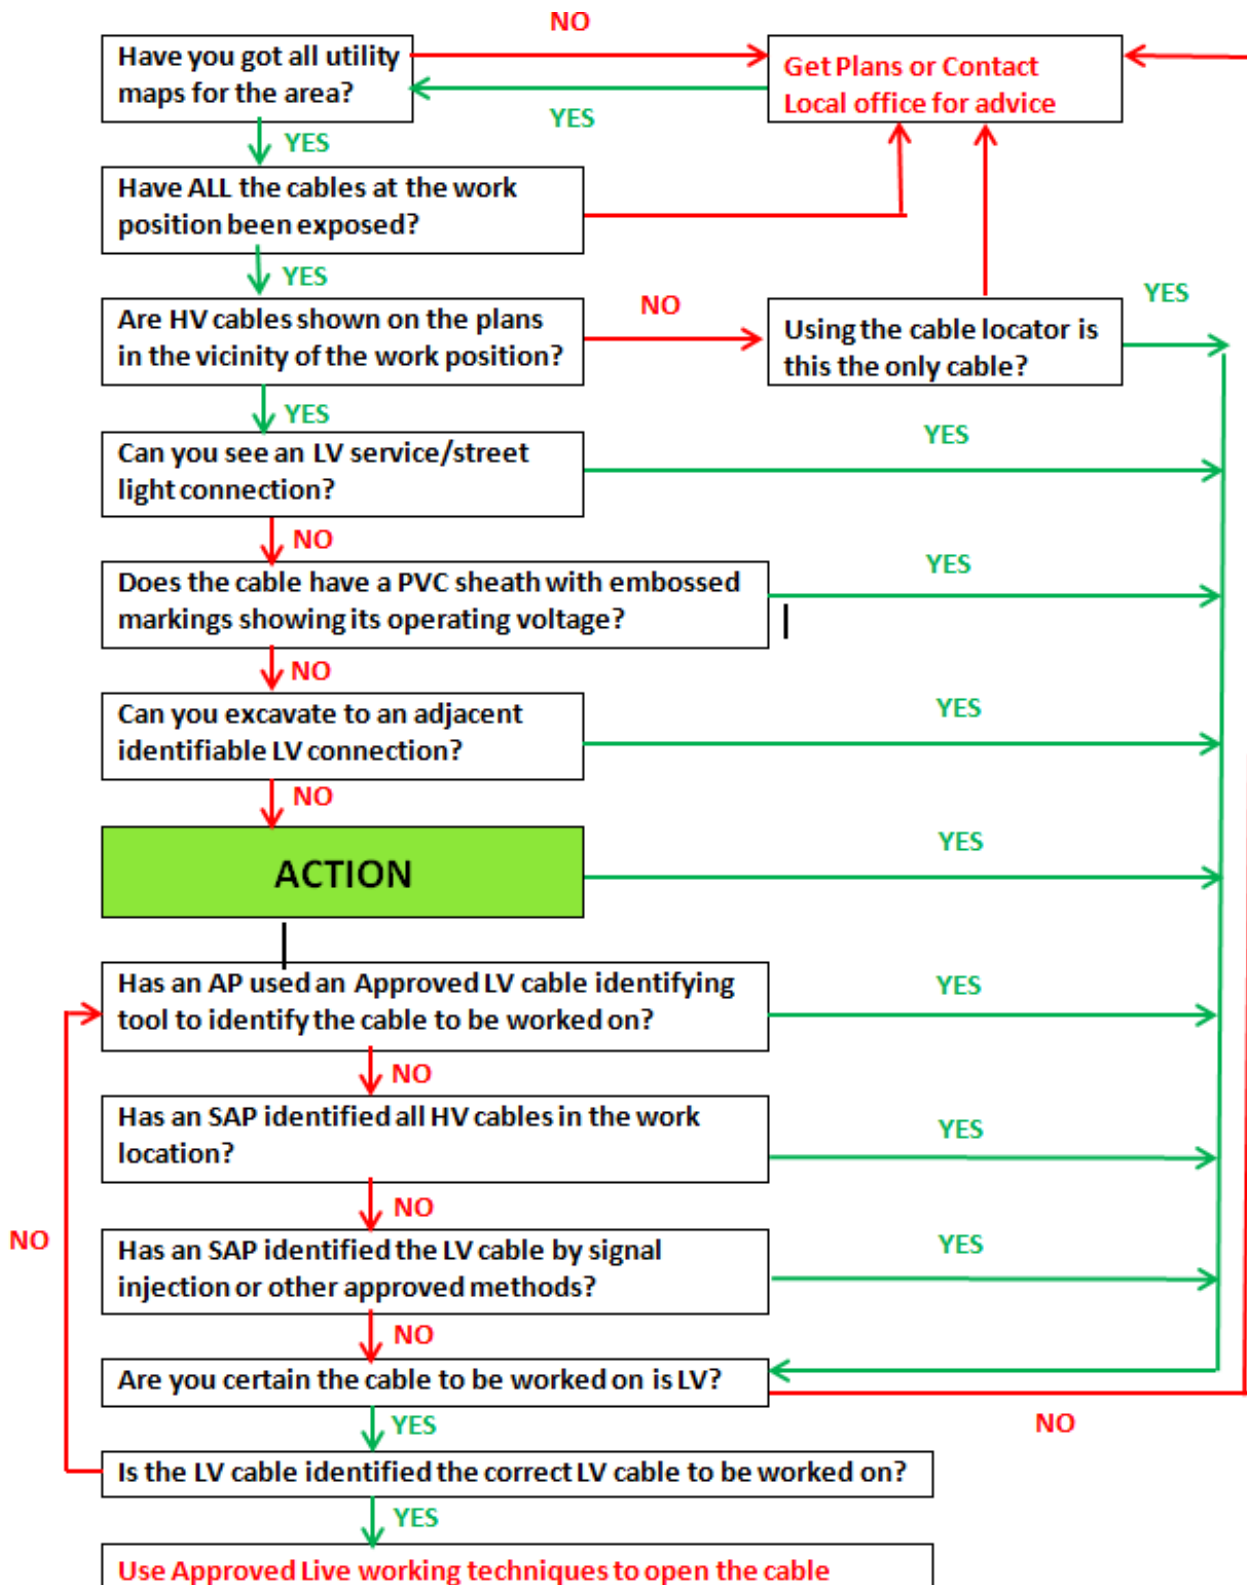 NO
Have you got all utility
maps for the area?
Get Plans or Contact
Local office for advice
YES
YES
Have ALL the cables at the work
position been exposed?
YES
NO
YES
Are HV cables shown on the plans
in the vicinity of the work position?
Using the cable locator is
this the only cable?
YES
Can you see an LV service/street
light connection?
YES
NO
Does the cable have a PVC sheath with embossed
markings showing its operating voltage?
YES
NO
Can you excavate to an adjacent
identifiable LV connection?
YES
NO
ACTION
YES
Has an AP used an Approved LV cable identifying
tool to identify the cable to be worked on?
YES
NO
Has an SAP identified all HV cables in the work
location?
YES
NO
NO
Has an SAP identified the LV cable by signal
injection or other approved methods?
YES
NO
Are you certain the cable to be worked on is LV?
YES
NO
Is the LV cable identified the correct LV cable to be worked on?
YES
Use Approved Live working techniques to open the cable